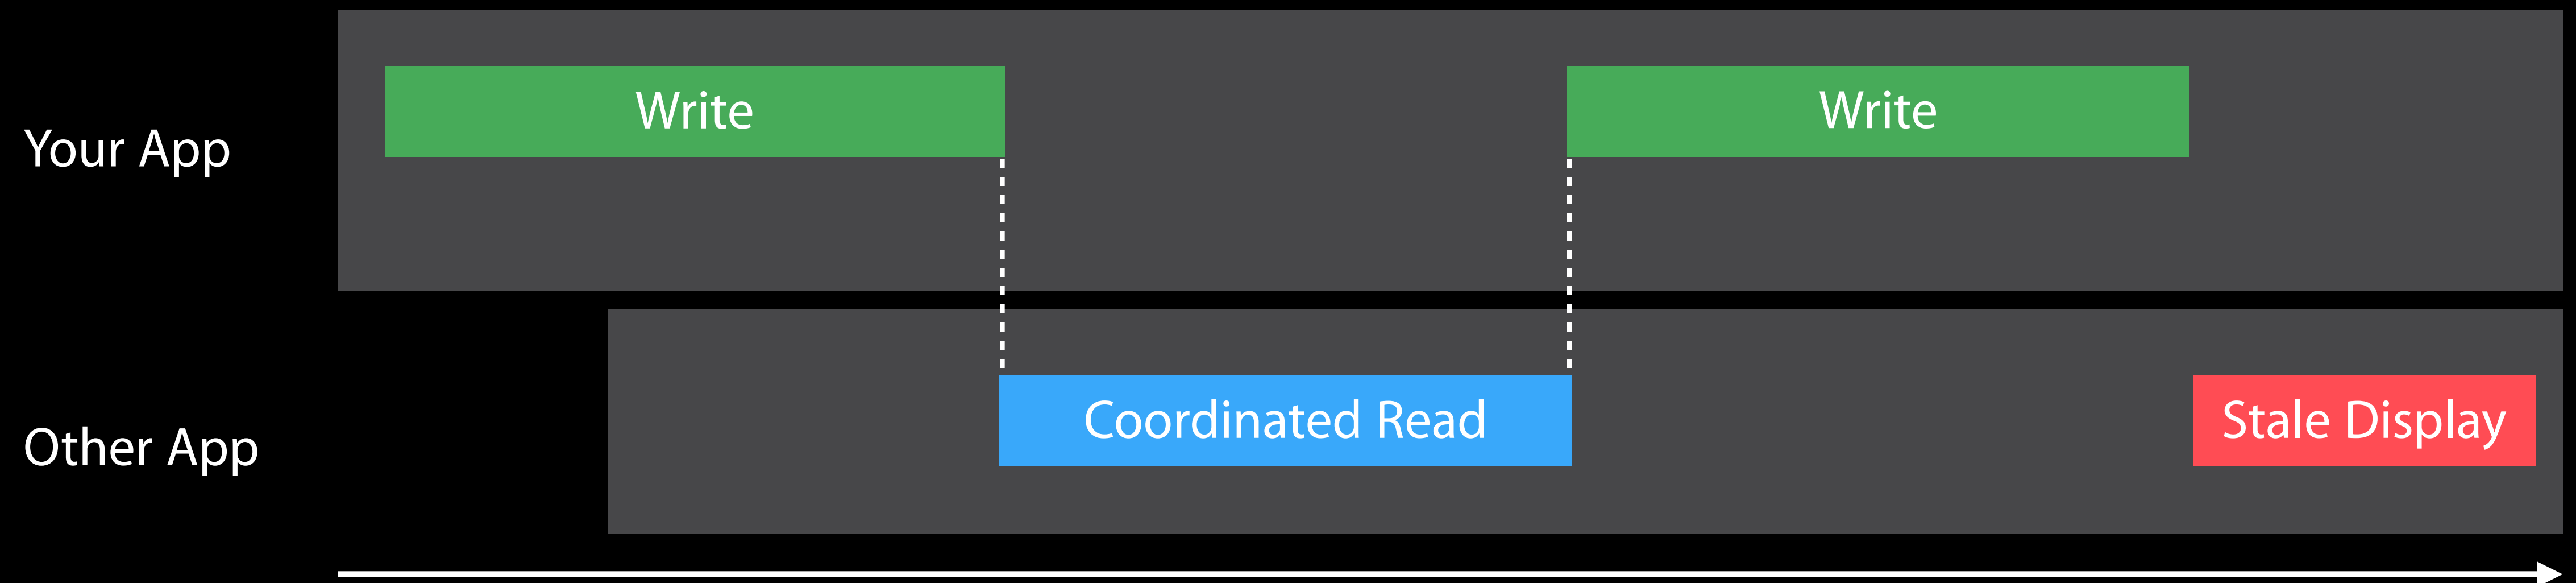 Your App
Write
Write
Other App
Coordinated Read
Stale Display